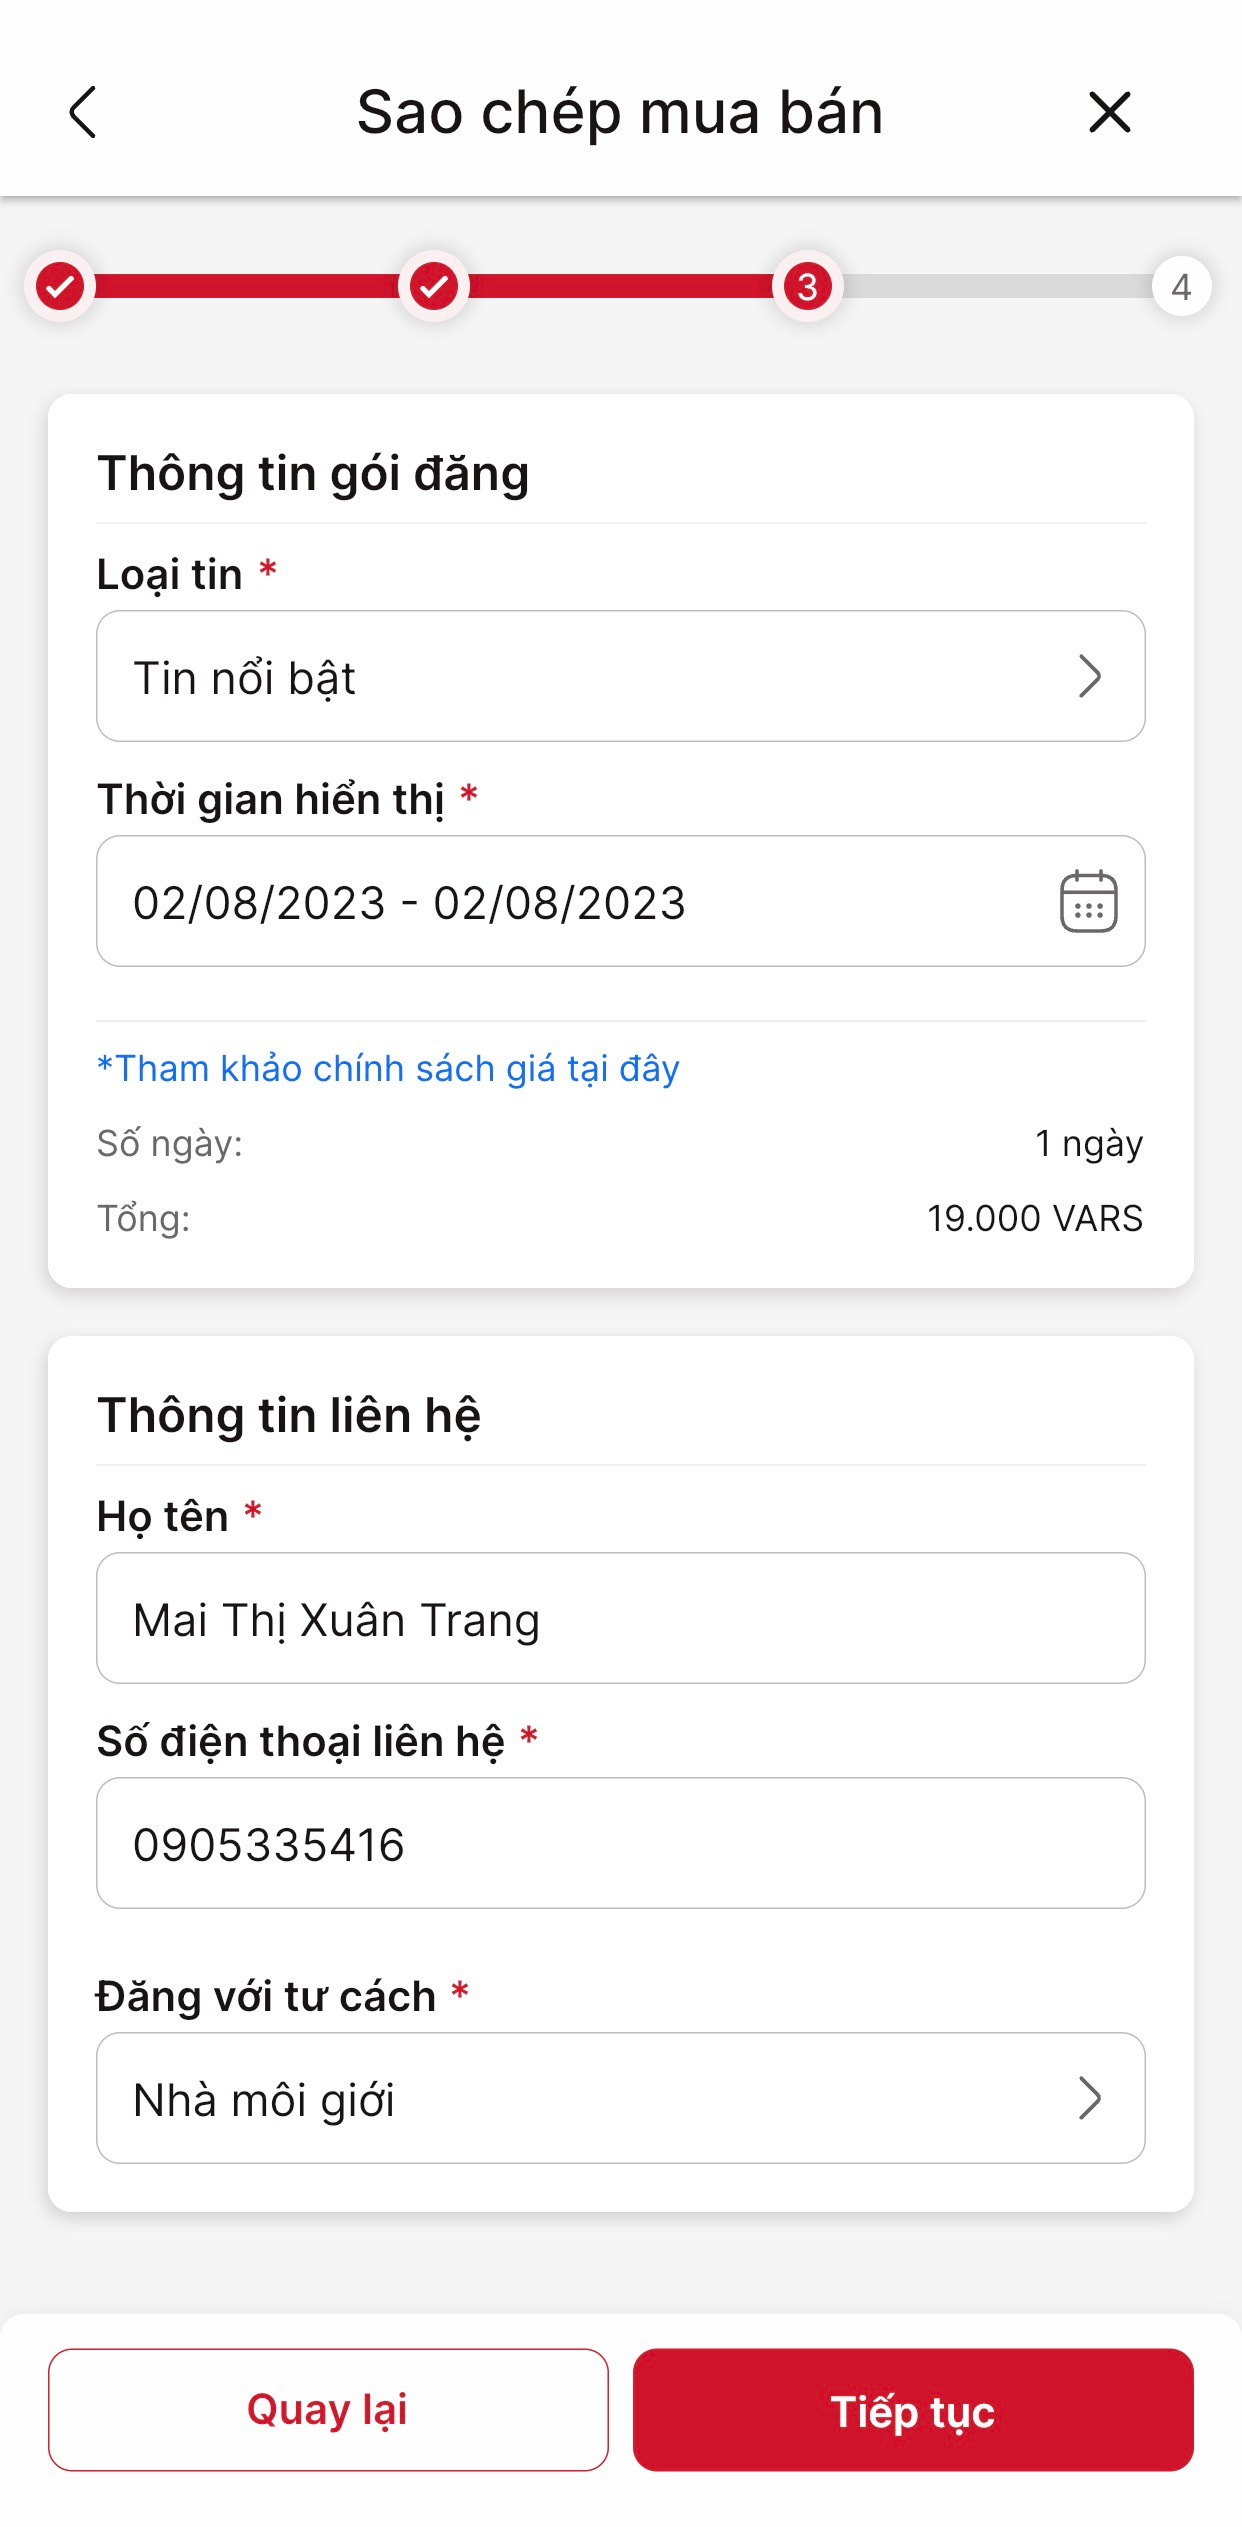 Sao chép mua bán
3
4
Thông tin gói đăng
Loại tin *
Tin nổi bật
Thời gian hiển thị *
02/08/2023 - 02/08/2023
*Tham khảo chính sách giá tại đây
Số ngày: 1 ngày
Tổng: 19.000 VARS
Thông tin liên hệ
Họ tên *
Mai Thị Xuân Trang
Số điện thoại liên hệ *
0905335416
Đăng với tư cách *
Nhà môi giới
Quay lại Tiếp tục